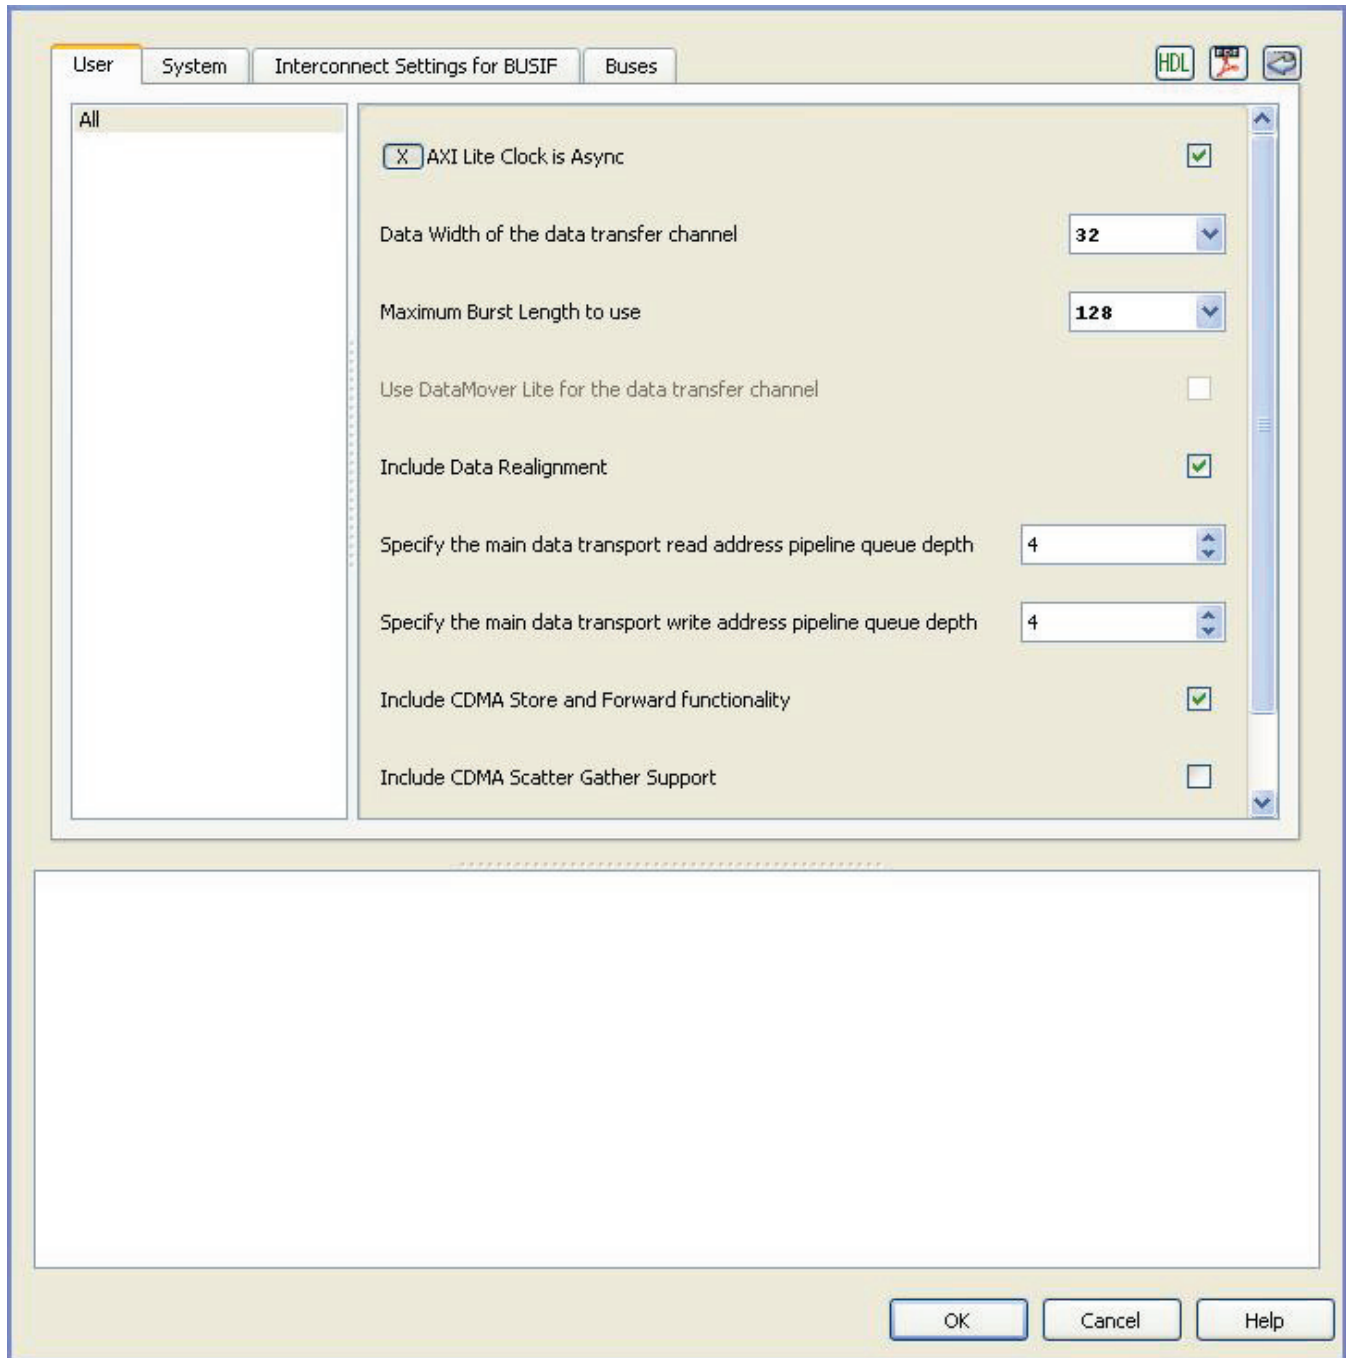 User System Interconnect Settings for BUSIF Buses HDL
All
X AXI Lite Clock is Async
Data Width of the data transfer channel 32
Maximum Burst Length to use 128
Use DataMover Lite for the data transfer channel
Include Data Realignment
Specify the main data transport read address pipeline queue depth 4
Specify the main data transport write address pipeline queue depth 4
Include CDMA Store and Forward functionality
Include CDMA Scatter Gather Support
OK Cancel Help